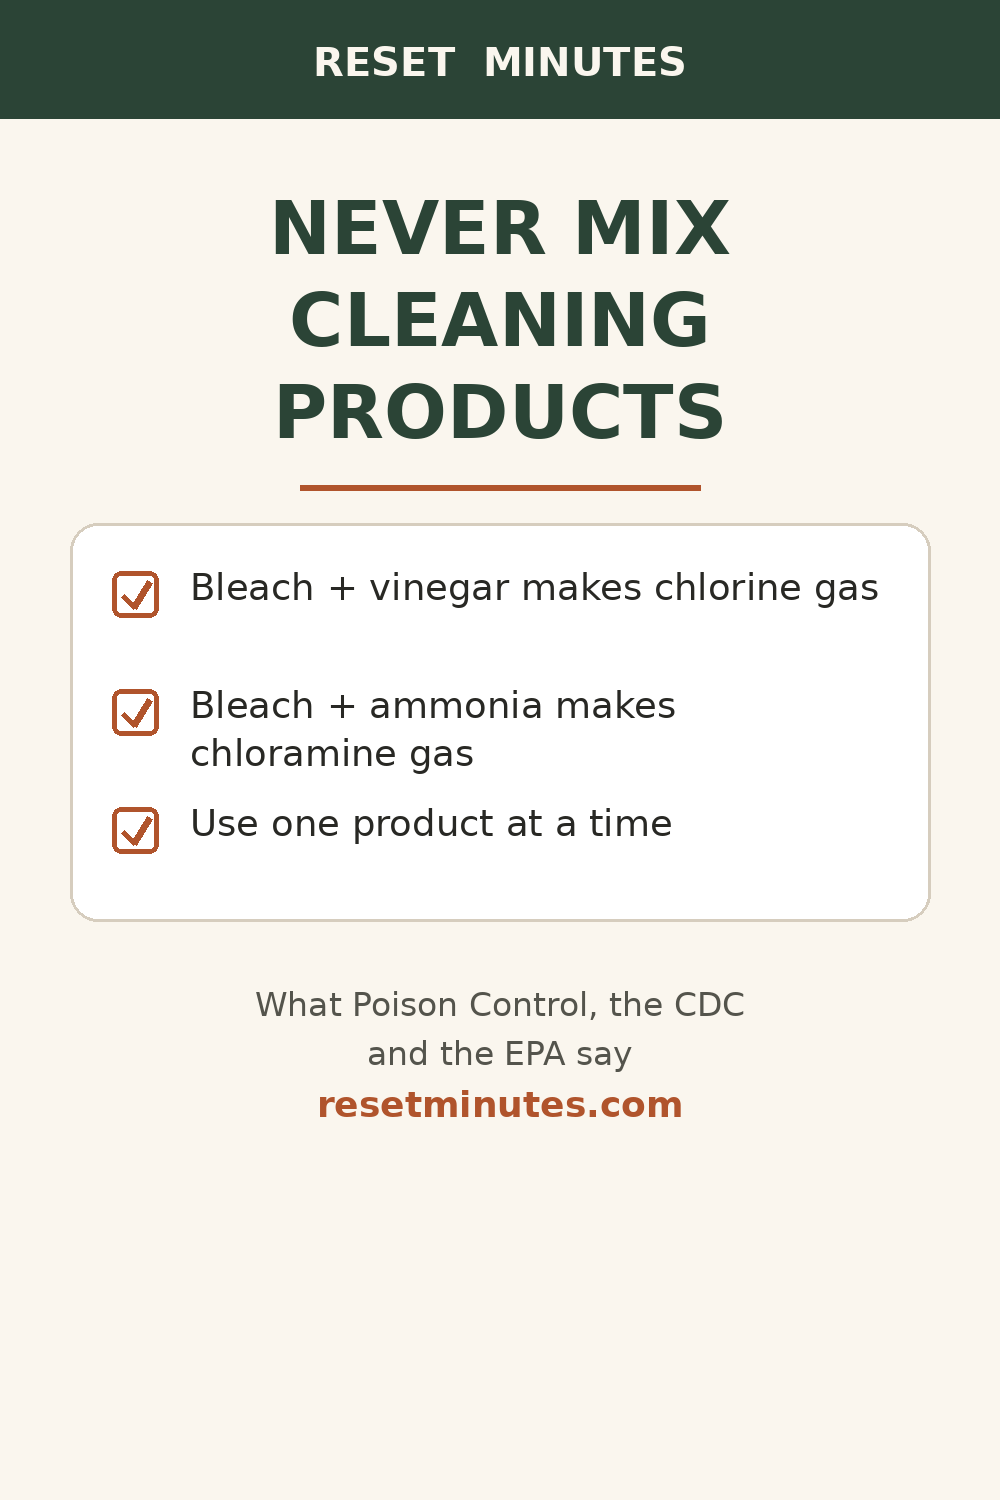 RESET MINUTES
NEVER MIX
CLEANING
PRODUCTS
Bleach + vinegar makes chlorine gas
Bleach + ammonia makes
chloramine gas
Use one product at a time
What Poison Control, the CDC
and the EPA say
resetminutes.com